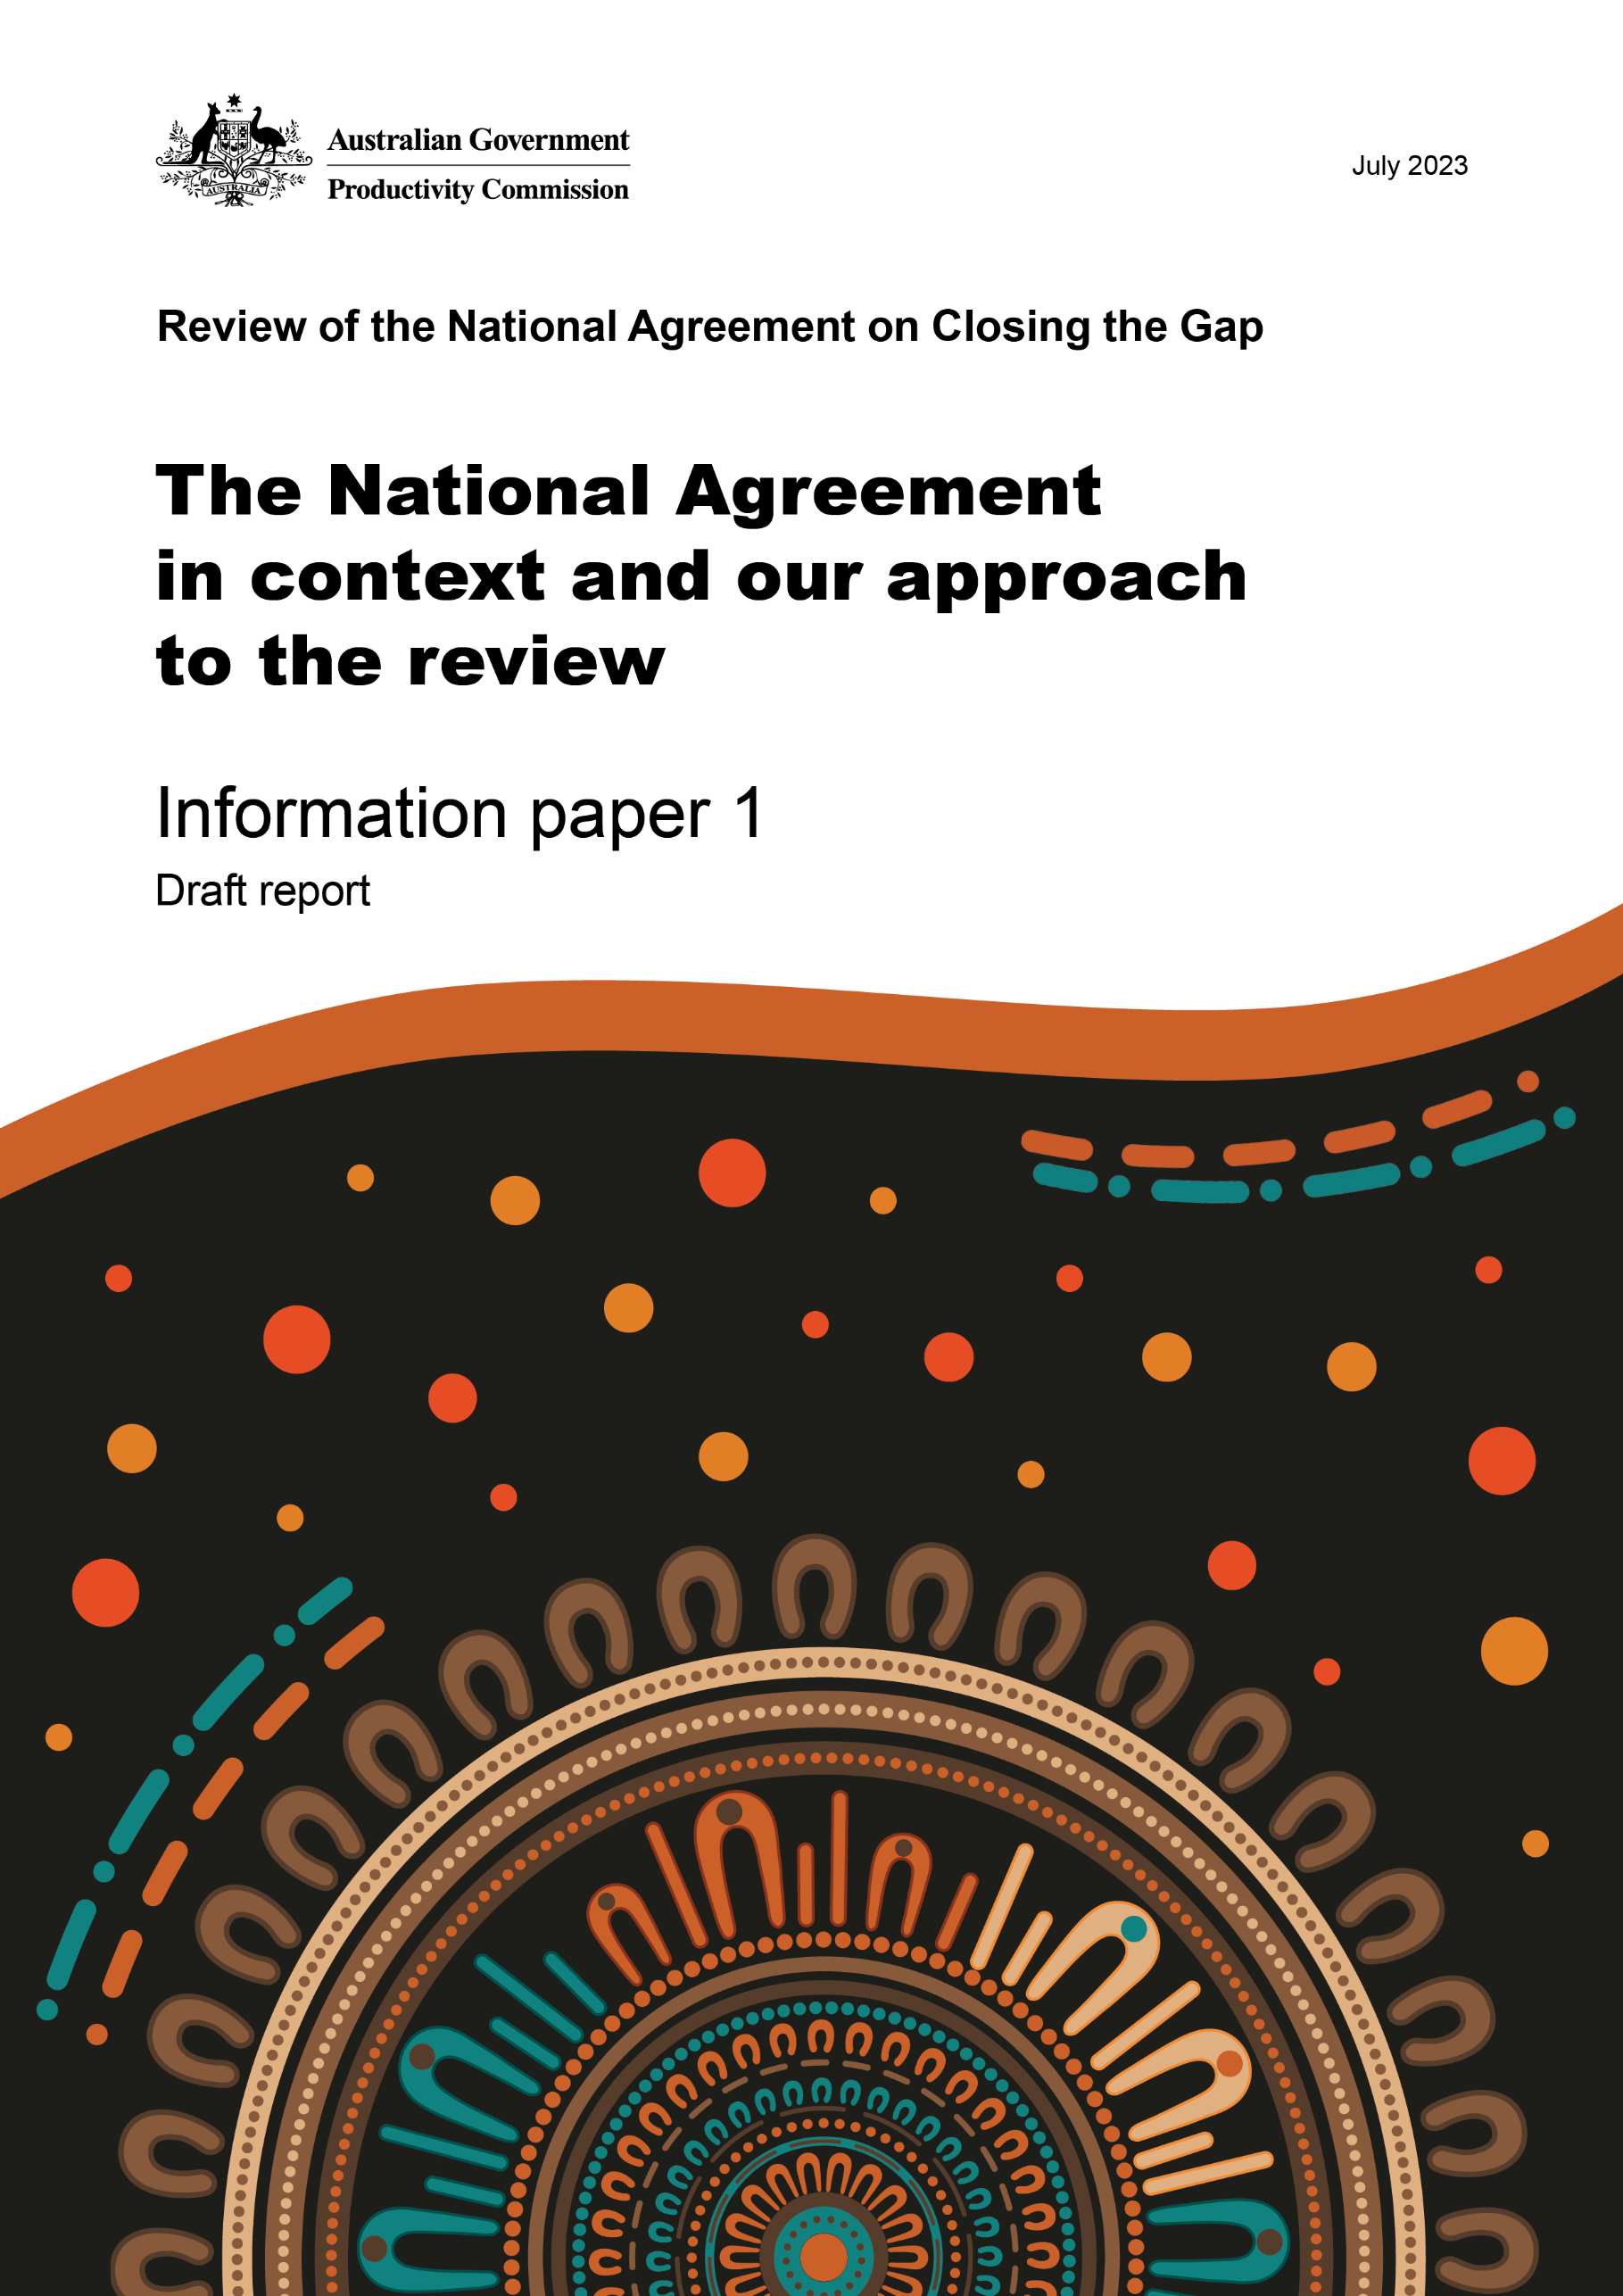 Australian Government
Productivity Commission
AUSTRALIA
July 2023
Review of the National Agreement on Closing the Gap
The National Agreement
in context and our approach
to the review
Information paper 1
Draft report